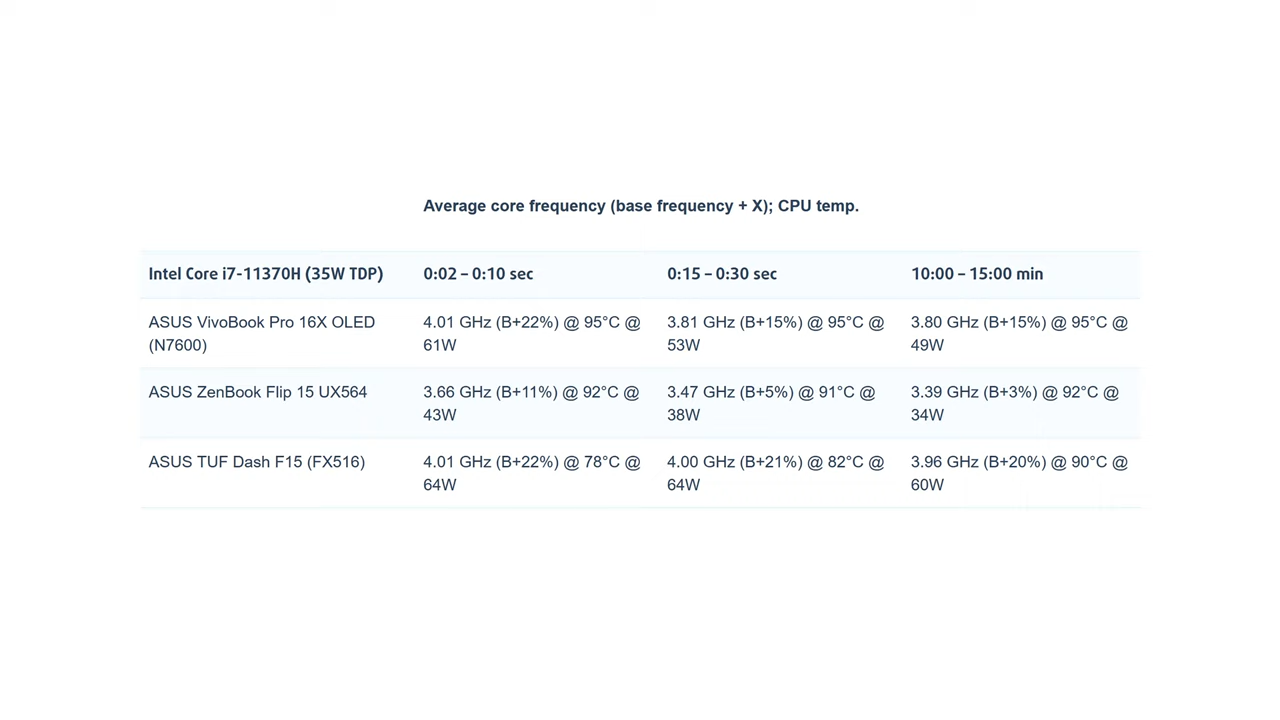 Average core frequency (base frequency + X); CPU temp.
Intel Core i7-11370H (35W TDP) 0:02 – 0:10 sec 0:15 – 0:30 sec 10:00 – 15:00 min
ASUS VivoBook Pro 16X OLED 4.01 GHz (B+22%) @ 95°C @ 3.81 GHz (B+15%) @ 95°C @ 3.80 GHz (B+15%) @ 95°C @
(N7600) 61W 53W 49W
ASUS ZenBook Flip 15 UX564 3.66 GHz (B+11%) @ 92°C @ 3.47 GHz (B+5%) @ 91°C @ 3.39 GHz (B+3%) @ 92°C @
43W 38W 34W
ASUS TUF Dash F15 (FX516) 4.01 GHz (B+22%) @ 78°C @ 4.00 GHz (B+21%) @ 82°C @ 3.96 GHz (B+20%) @ 90°C @
64W 64W 60W